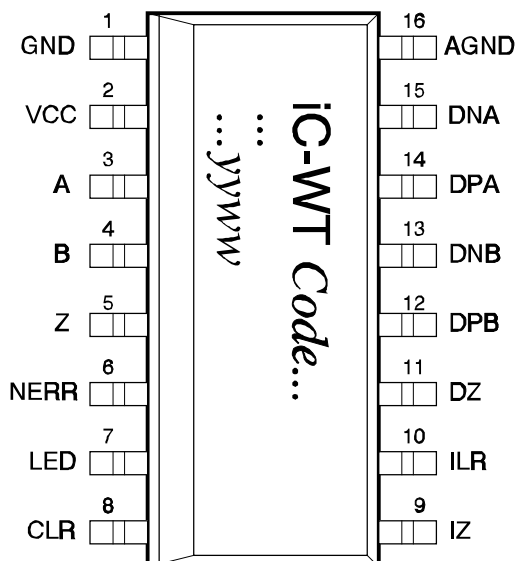 1
GND
2
VCC
3
A
4
B
5
Z
6
NERR
7
LED
8
CLR
iC-WT Code....
...
...yyww
16
AGND
15
DNA
14
DPA
13
DNB
12
DPB
11
DZ
10
ILR
9
IZ